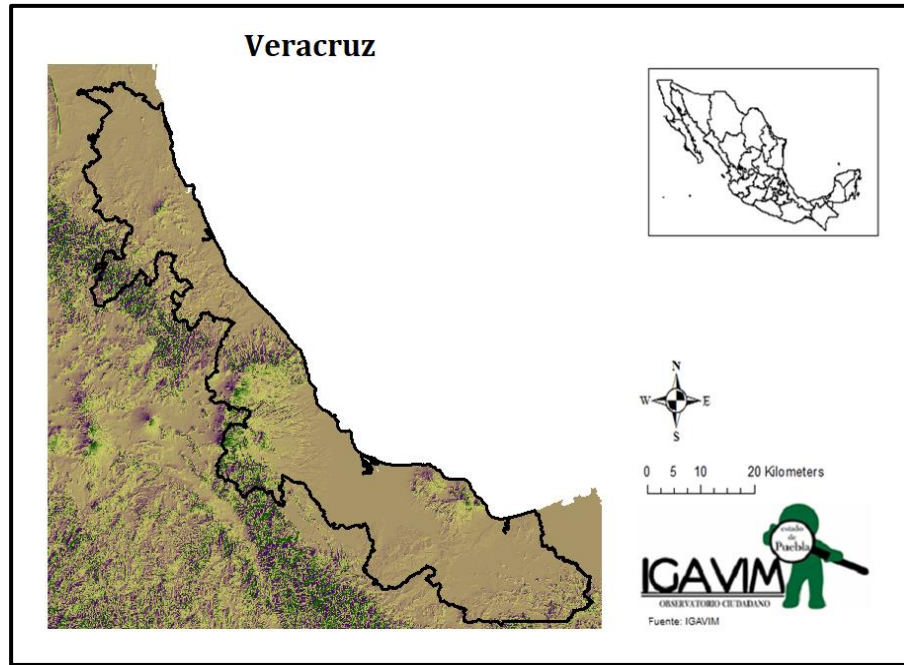 Veracruz
N
W E
S
0 5 10 20 Kilometers
estado
de
Puebla
IGAVIM
OBSERVATORIO CIUDADANO
Fuente: IGAVIM